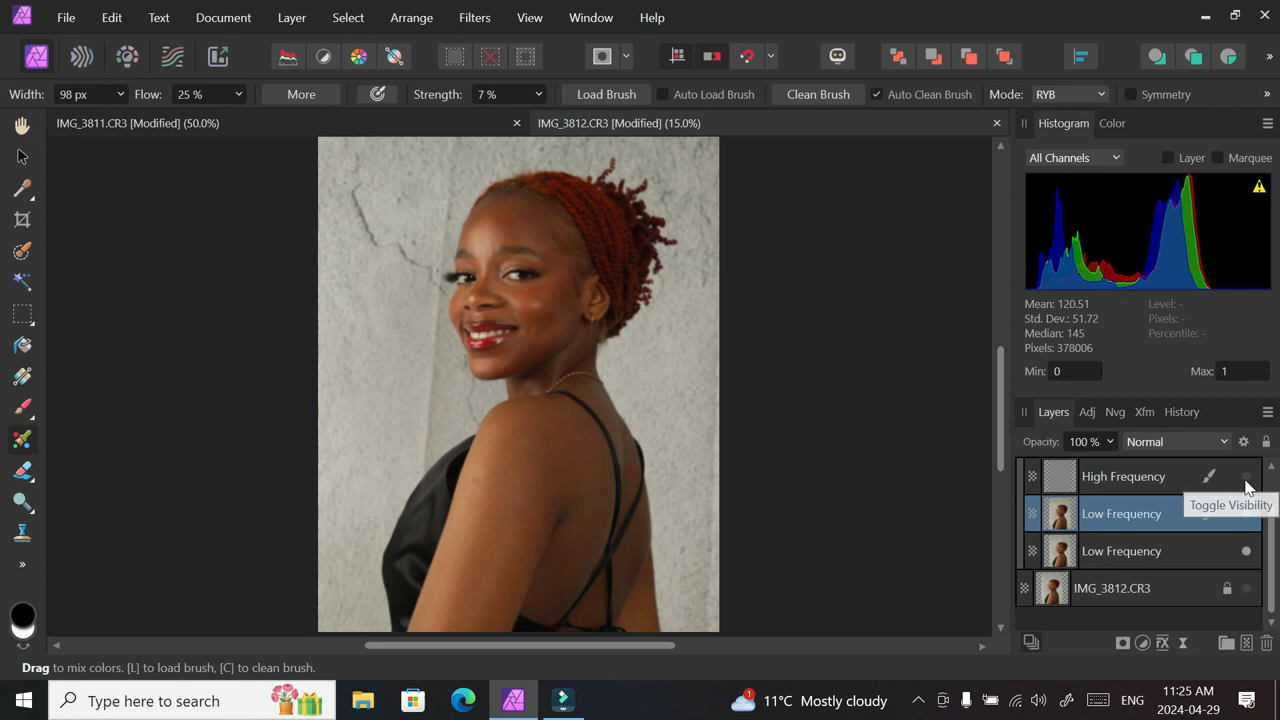 File Edit Text Document Layer Select Arrange Filters View Window Help
Width: 98 px Flow: 25 % More Strength: 7 % Load Brush Auto Load Brush Clean Brush Auto Clean Brush Mode: RYB Symmetry »
IMG_3811.CR3 [Modified] (50.0%) IMG_3812.CR3 [Modified] (15.0%)
Histogram Color
All Channels Layer Marquee
Mean: 120.51 Level: -
Std. Dev.: 51.72 Pixels: -
Median: 145 Percentile: -
Pixels: 378006
Min: 0 Max: 1
Layers Adj Nvg Xfm History
Opacity: 100 % Normal
High Frequency
Toggle Visibility
Low Frequency
Low Frequency
IMG_3812.CR3
Drag to mix colors. [L] to load brush, [C] to clean brush.
Type here to search
1
11°C Mostly cloudy
ENG
11:25 AM
2024-04-29